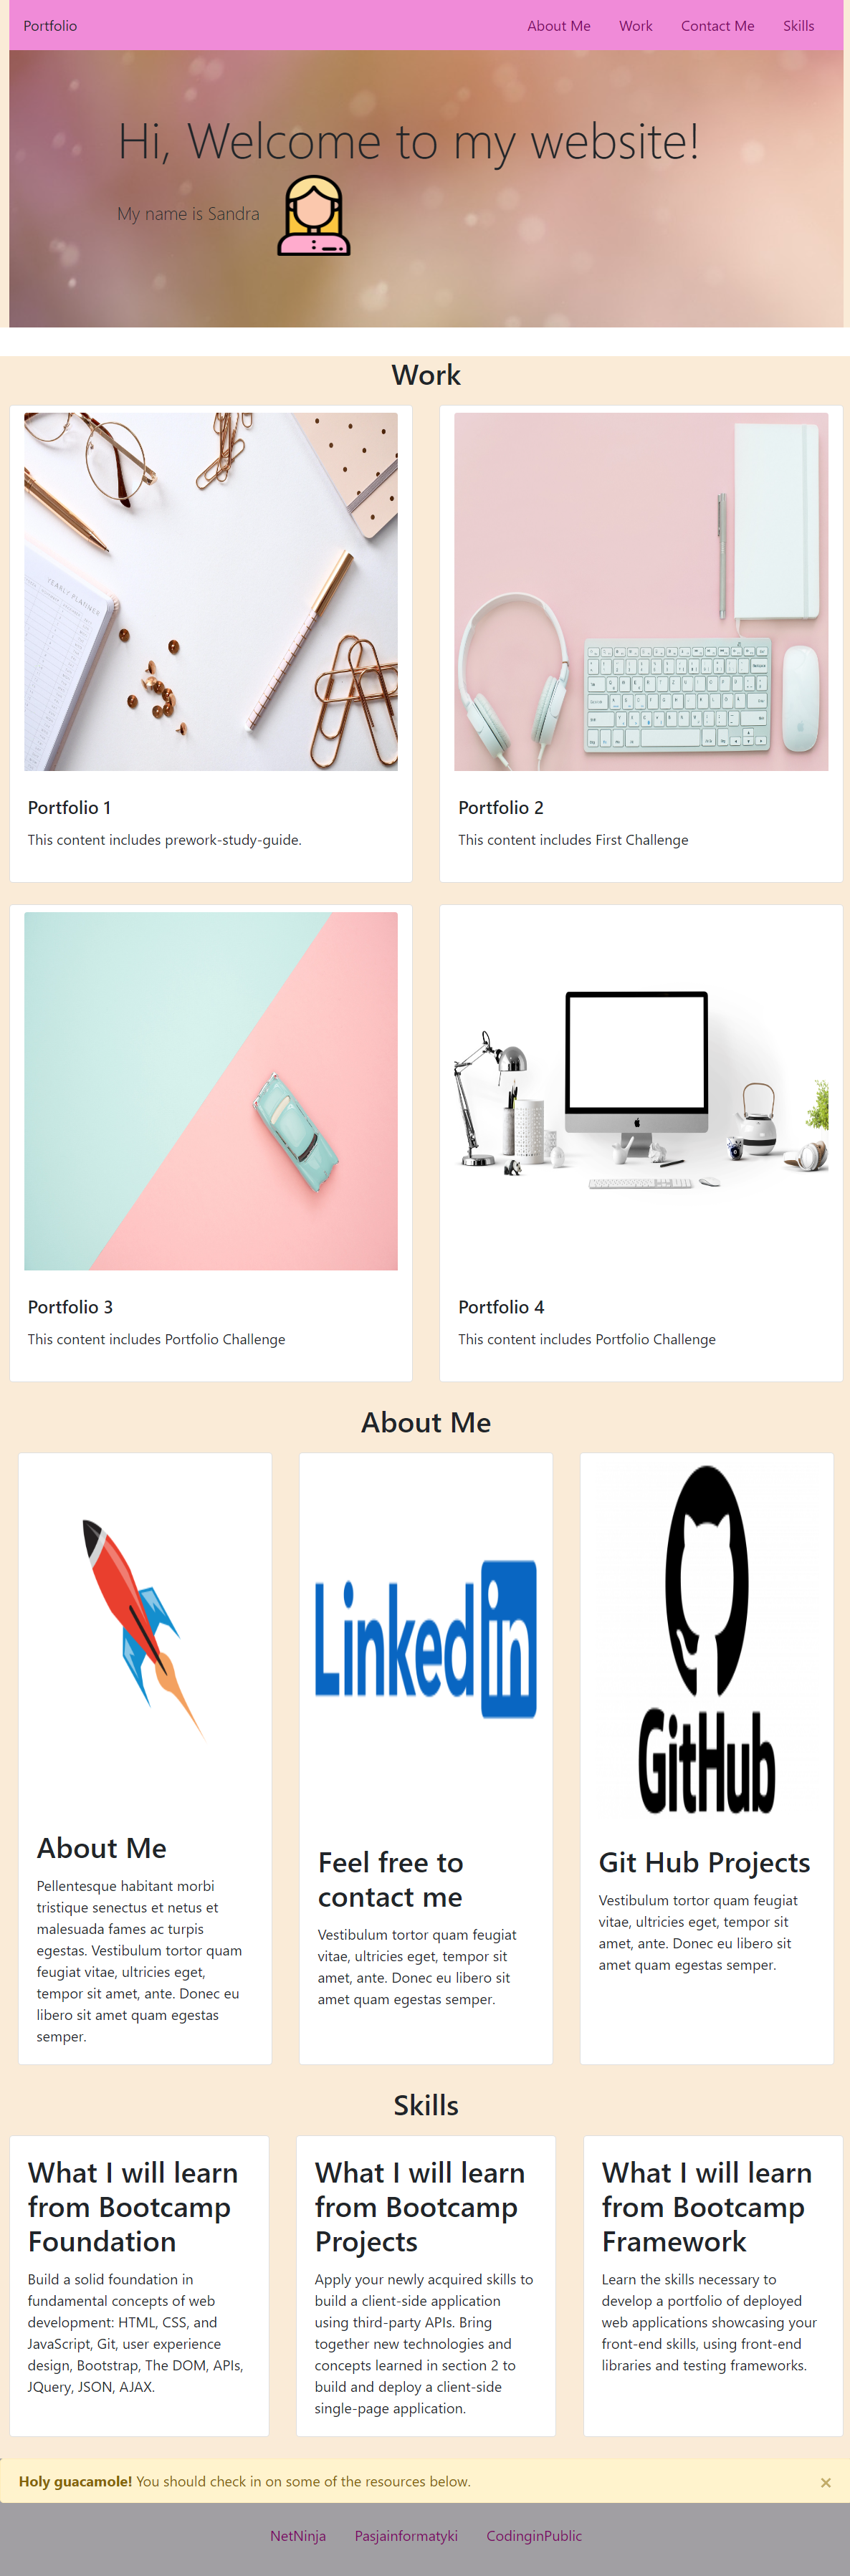 Portfolio
About Me Work Contact Me Skills
Hi, Welcome to my website!
My name is Sandra
Work
YEARLY PLANNER
Portfolio 1
This content includes prework-study-guide.
Portfolio 2
This content includes First Challenge
Portfolio 3
This content includes Portfolio Challenge
Portfolio 4
This content includes Portfolio Challenge
About Me
About Me
Pellentesque habitant morbi
tristique senectus et netus et
malesuada fames ac turpis
egestas. Vestibulum tortor quam
feugiat vitae, ultricies eget,
tempor sit amet, ante. Donec eu
libero sit amet quam egestas
semper.
Linkedin
Feel free to
contact me
Vestibulum tortor quam feugiat
vitae, ultricies eget, tempor sit
amet, ante. Donec eu libero sit
amet quam egestas semper.
GitHub
Git Hub Projects
Vestibulum tortor quam feugiat
vitae, ultricies eget, tempor sit
amet, ante. Donec eu libero sit
amet quam egestas semper.
Skills
What I will learn
from Bootcamp
Foundation
Build a solid foundation in
fundamental concepts of web
development: HTML, CSS, and
JavaScript, Git, user experience
design, Bootstrap, The DOM, APIs,
JQuery, JSON, AJAX.
What I will learn
from Bootcamp
Projects
Apply your newly acquired skills to
build a client-side application
using third-party APIs. Bring
together new technologies and
concepts learned in section 2 to
build and deploy a client-side
single-page application.
What I will learn
from Bootcamp
Framework
Learn the skills necessary to
develop a portfolio of deployed
web applications showcasing your
front-end skills, using front-end
libraries and testing frameworks.
Holy guacamole! You should check in on some of the resources below. ×
NetNinja Pasjainformatyki CodinginPublic